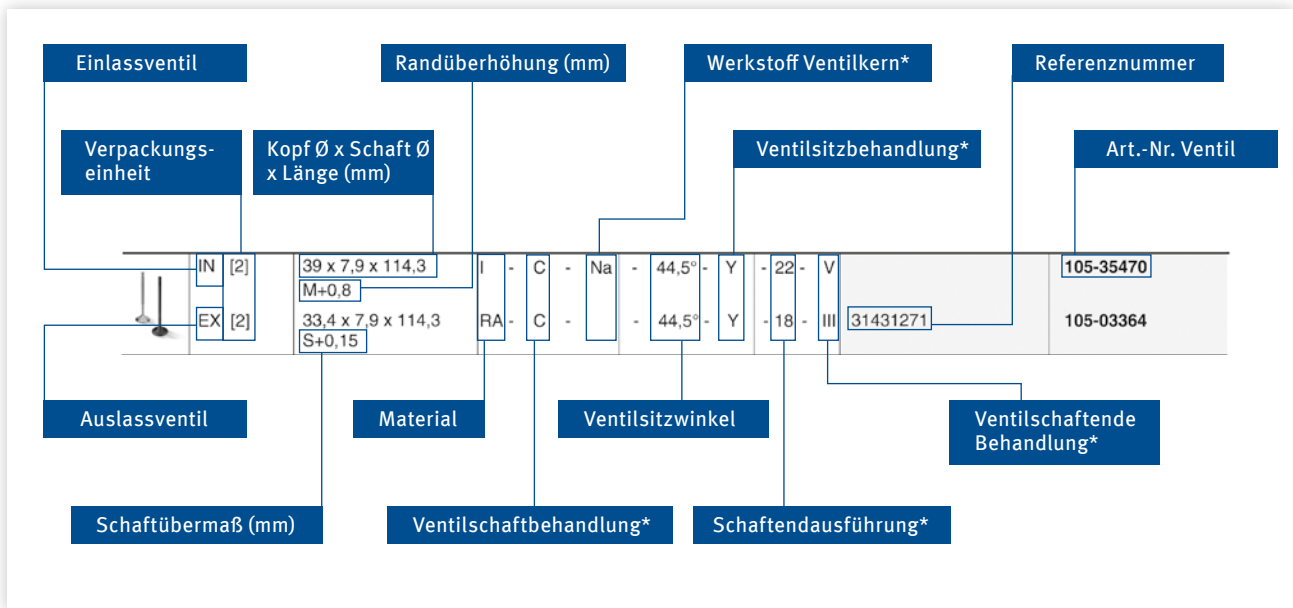 Einlassventil
Randüberhöhung (mm)
Werkstoff Ventilkern*
Referenznummer
Verpackungs-
einheit
Kopf Ø x Schaft Ø
x Länge (mm)
Ventilsitzbehandlung*
Art.-Nr. Ventil
IN [2] 39 x 7,9 x 114,3 I - C - Na - 44,5° - Y - 22 - V 105-35470
M+0,8
EX [2] 33,4 x 7,9 x 114,3 RA - C - - 44,5° - Y - 18 - III 31431271 105-03364
S+0,15
Auslassventil
Material
Ventilsitzwinkel
Ventilschaftende
Behandlung*
Schaftübermaß (mm)
Ventilschaftbehandlung*
Schaftendausführung*